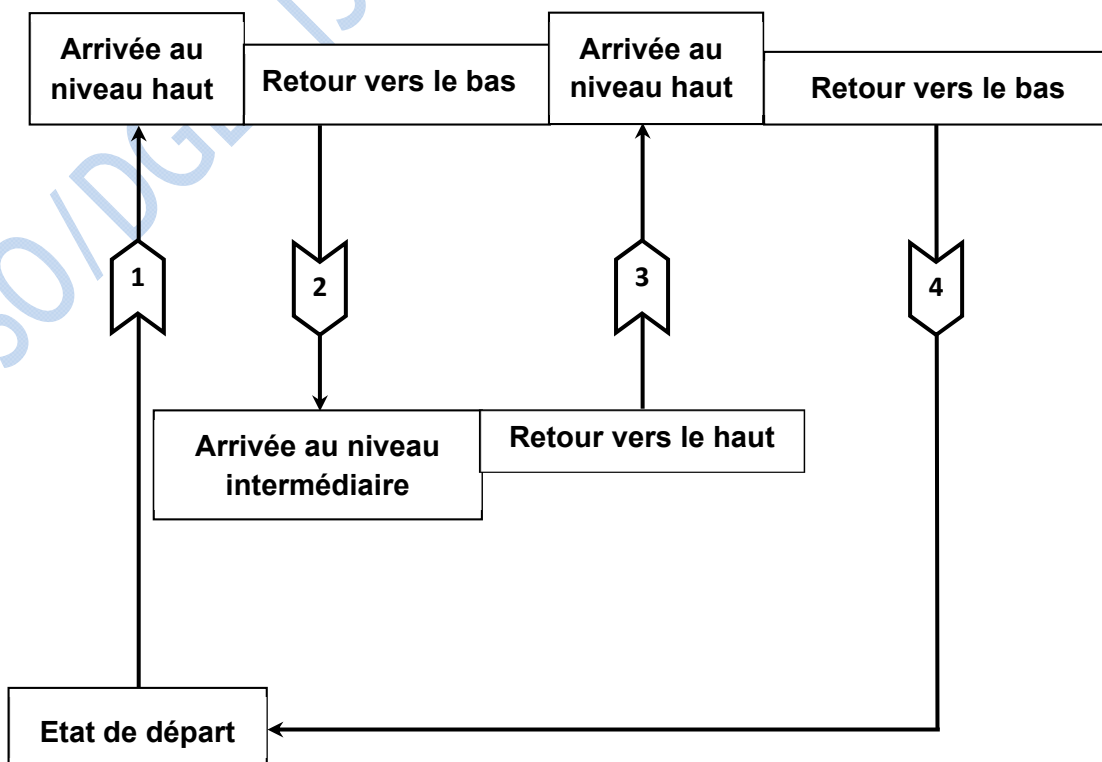 Arrivée au
niveau haut
Retour vers le bas
Arrivée au
niveau haut
Retour vers le bas
1
2
3
4
Arrivée au niveau
intermédiaire
Retour vers le haut
Etat de départ